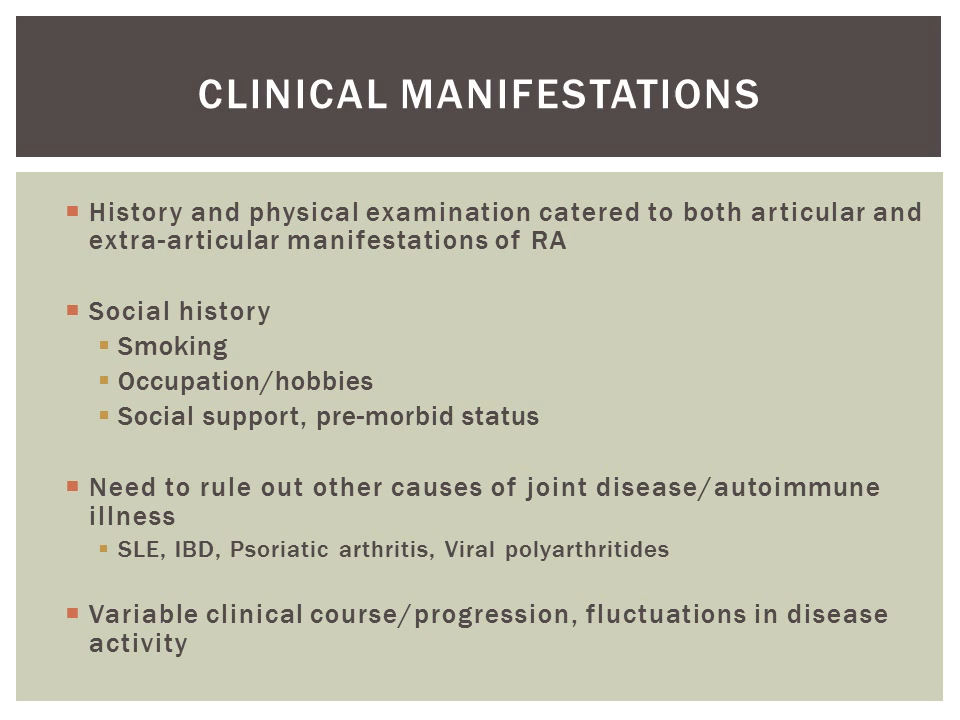 CLINICAL MANIFESTATIONS
History and physical examination catered to both articular and
extra-articular manifestations of RA
Social history
Smoking
Occupation/hobbies
Social support, pre-morbid status
Need to rule out other causes of joint disease/autoimmune
illness
SLE, IBD, Psoriatic arthritis, Viral polyarthritides
Variable clinical course/progression, fluctuations in disease
activity